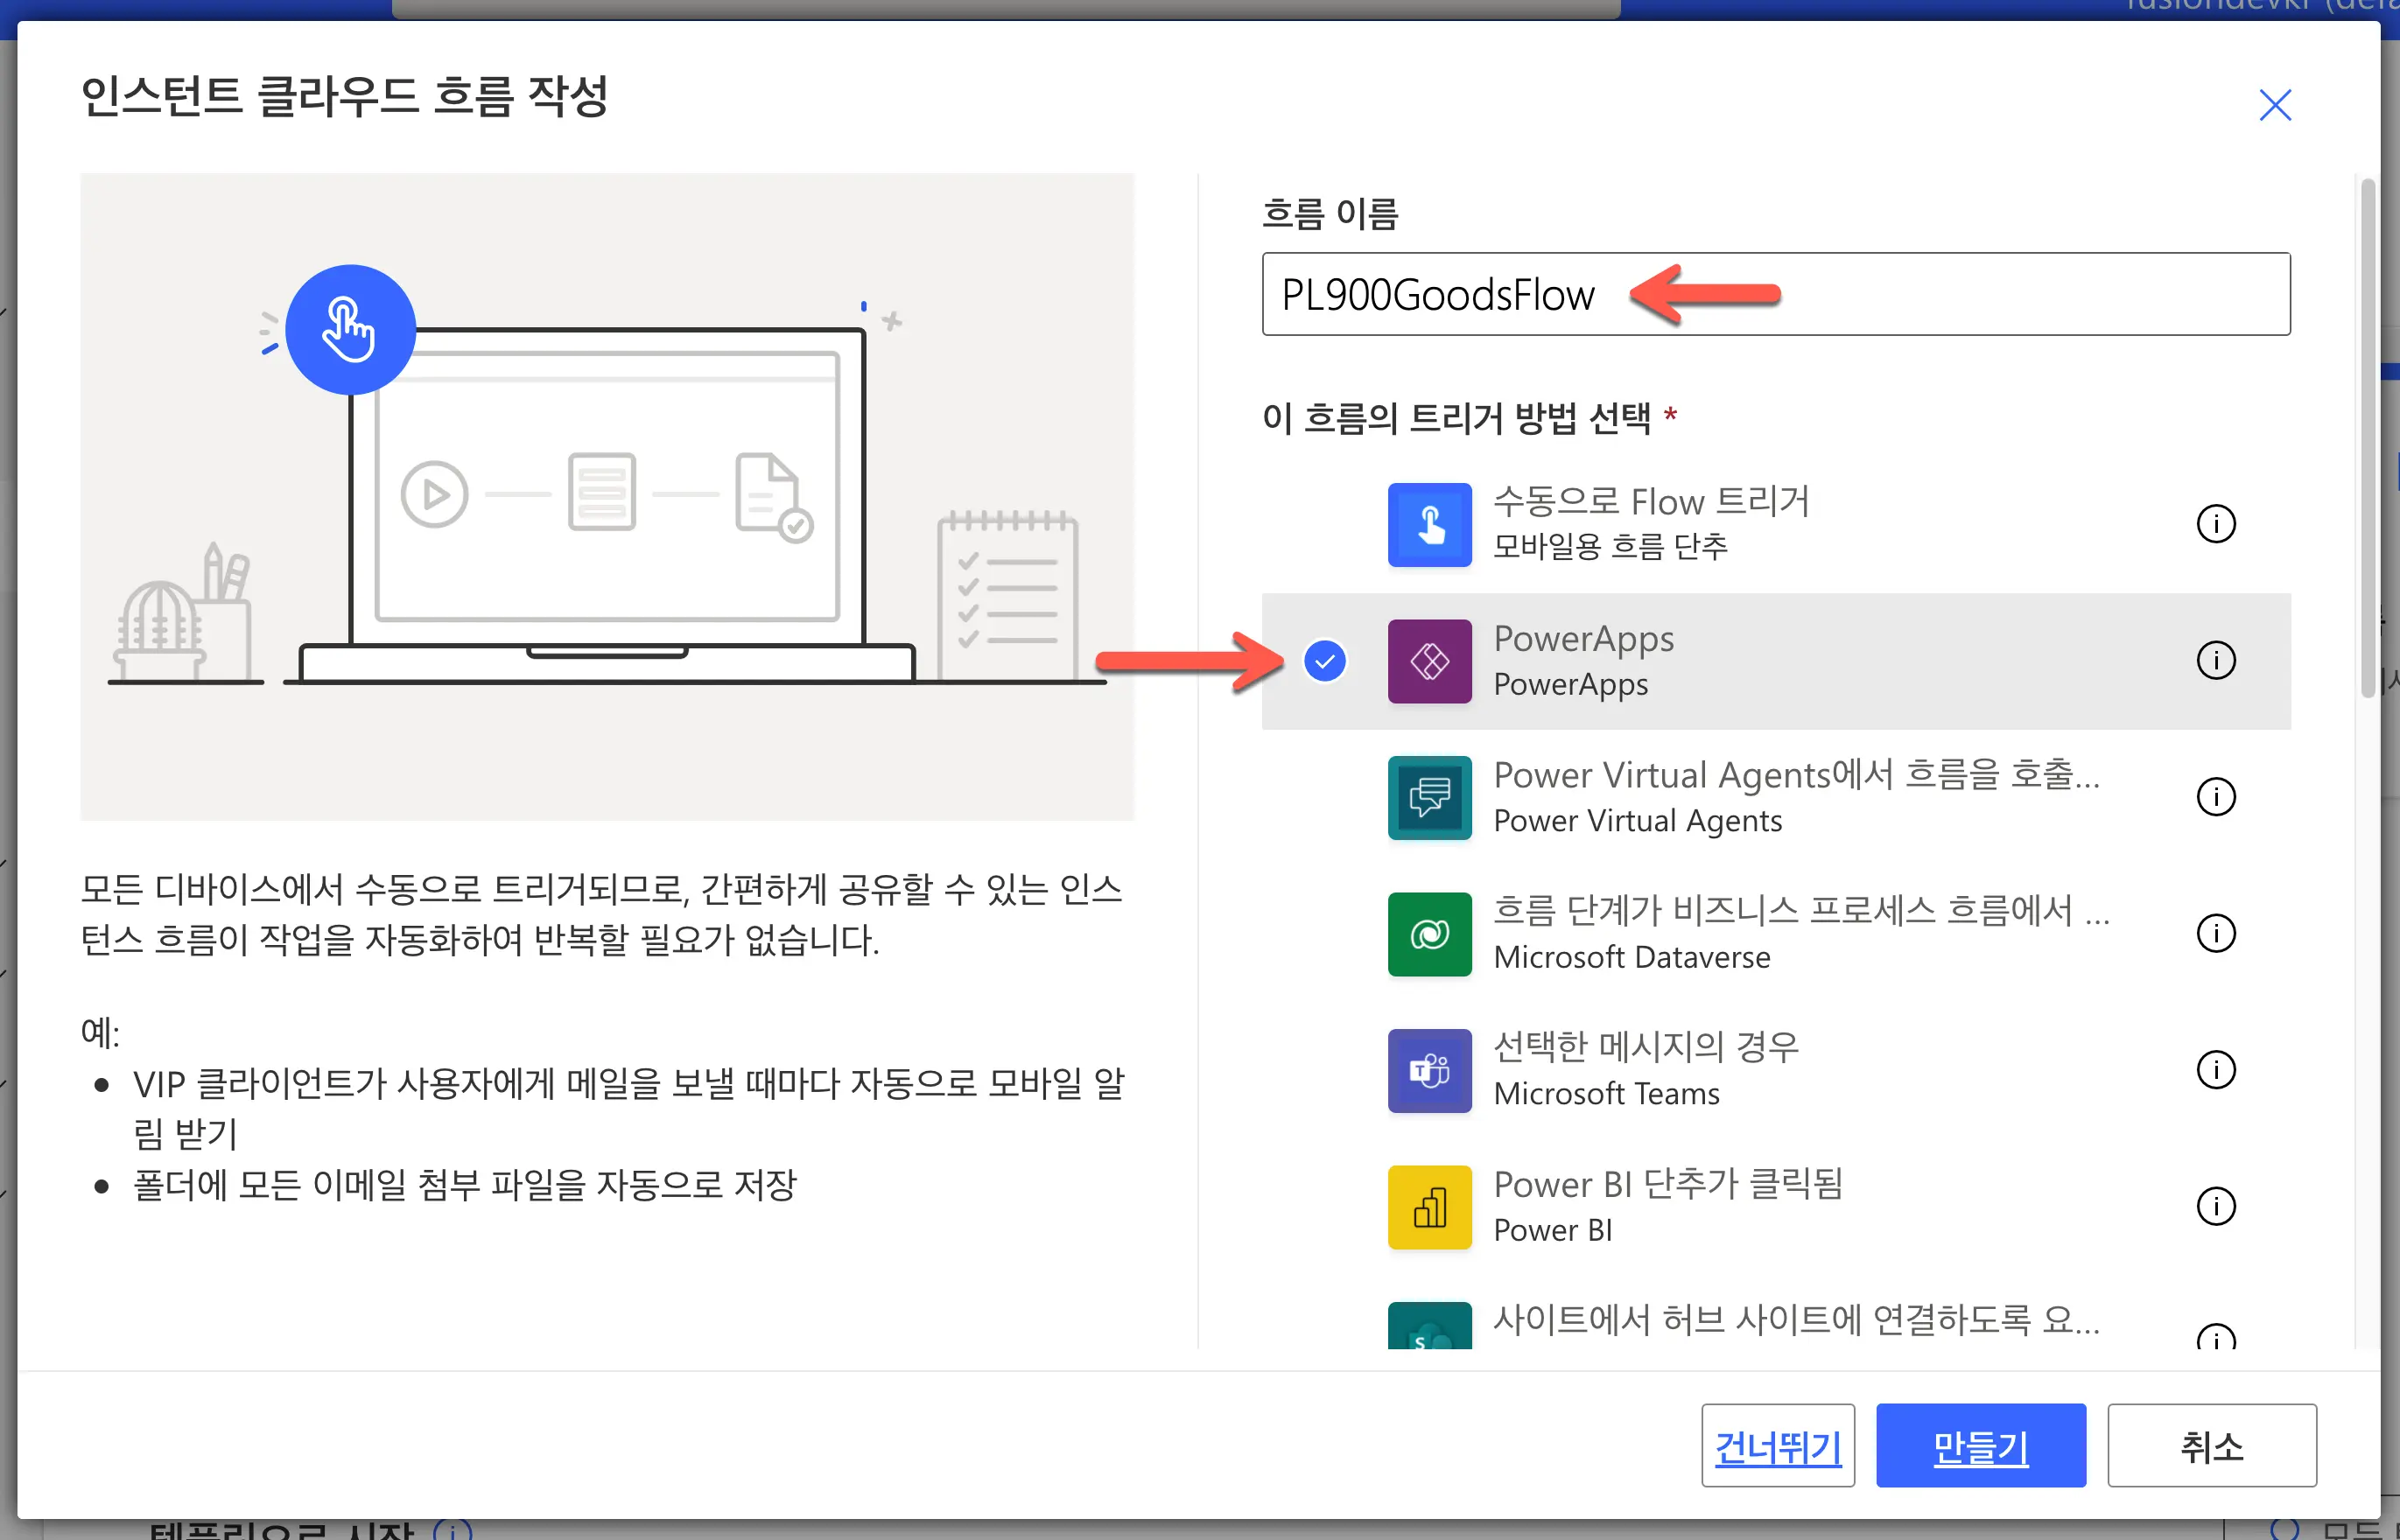 인스턴트 클라우드 흐름 작성
모든 디바이스에서 수동으로 트리거되므로, 간편하게 공유할 수 있는 인스
턴스 흐름이 작업을 자동화하여 반복할 필요가 없습니다.
예:
VIP 클라이언트가 사용자에게 메일을 보낼 때마다 자동으로 모바일 알
림 받기
폴더에 모든 이메일 첨부 파일을 자동으로 저장
흐름 이름
PL900GoodsFlow
이 흐름의 트리거 방법 선택 *
수동으로 Flow 트리거
모바일용 흐름 단추
PowerApps
PowerApps
Power Virtual Agents에서 흐름을 호출...
Power Virtual Agents
흐름 단계가 비즈니스 프로세스 흐름에서 ...
Microsoft Dataverse
선택한 메시지의 경우
Microsoft Teams
Power BI 단추가 클릭됨
Power BI
사이트에서 허브 사이트에 연결하도록 요...
건너뛰기
만들기
취소